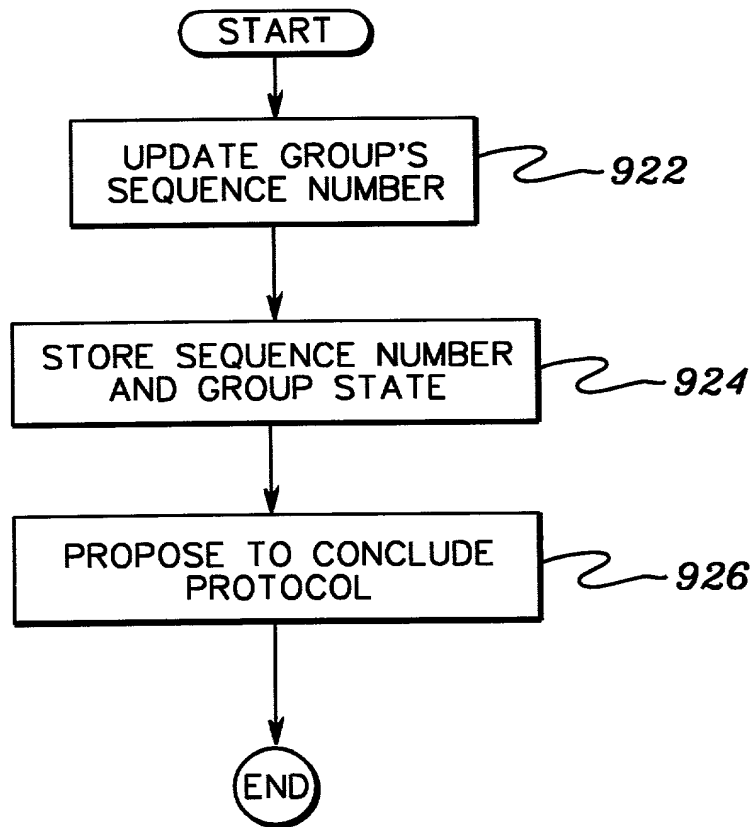 START
UPDATE GROUP'S
SEQUENCE NUMBER
922
STORE SEQUENCE NUMBER
AND GROUP STATE
924
PROPOSE TO CONCLUDE
PROTOCOL
926
END